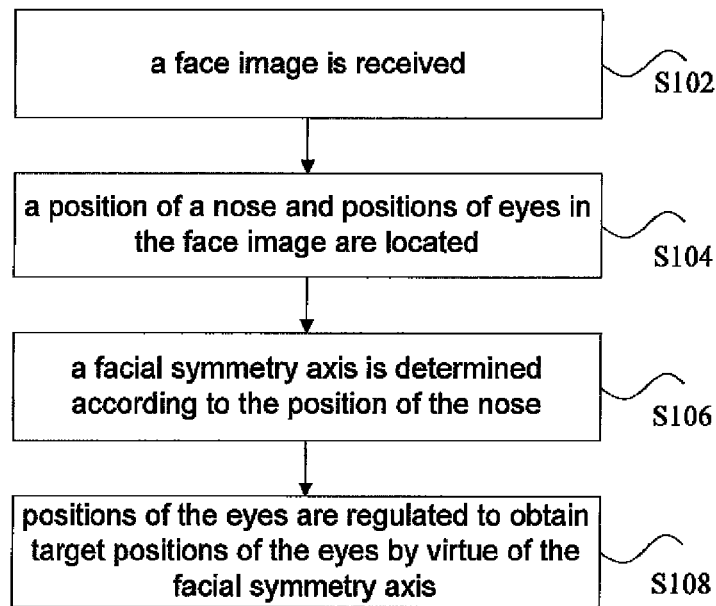 a face image is received
S102
a position of a nose and positions of eyes in
the face image are located
S104
a facial symmetry axis is determined
according to the position of the nose
S106
positions of the eyes are regulated to obtain
target positions of the eyes by virtue of the
facial symmetry axis
S108